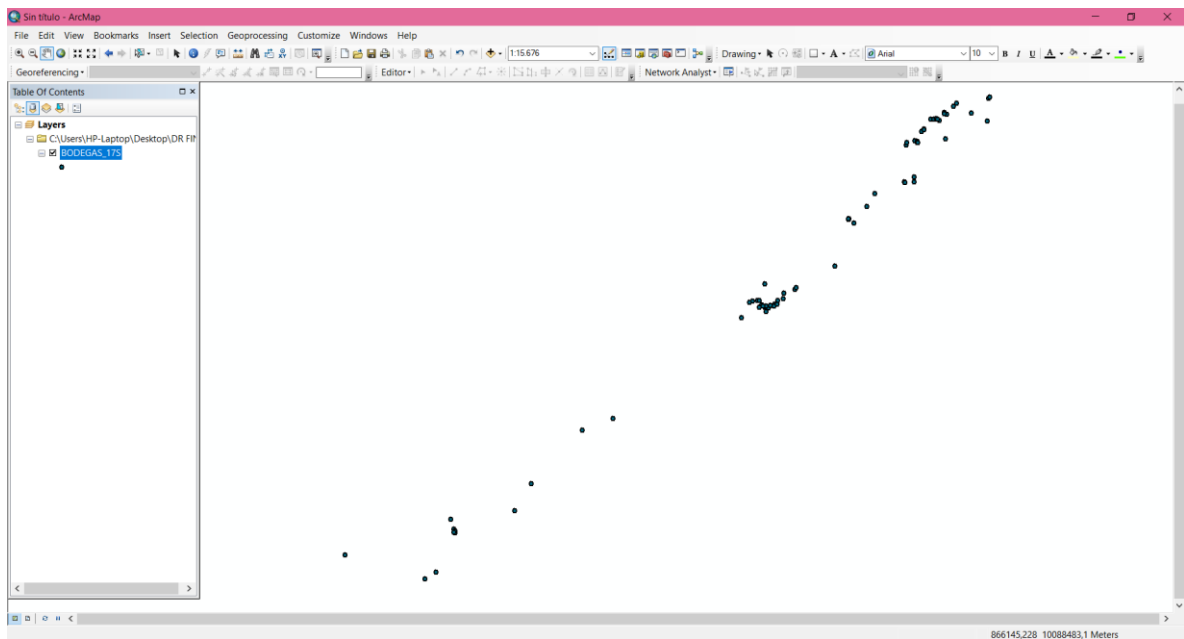 Sin título - ArcMap
File Edit View Bookmarks Insert Selection Geoprocessing Customize Windows Help
1:15.676 Drawing A Arial 10 B I U A
Georeferencing Editor Network Analyst
Table Of Contents
Layers
C:\Users\HP-Laptop\Desktop\DR FIN
BODEGAS_17S
866145,228 10088483,1 Meters